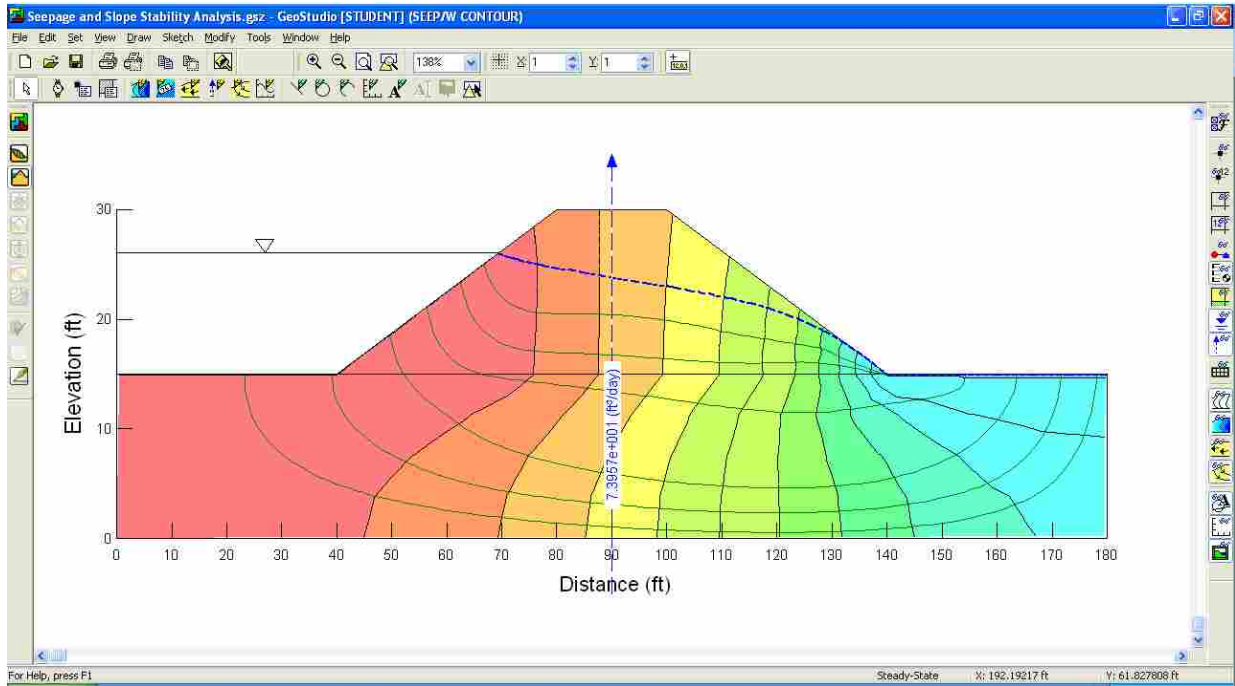 Seepage and Slope Stability Analysis.gsz - GeoStudio [STUDENT] (SEEP/W CONTOUR)
File Edit Set View Draw Sketch Modify Tools Window Help
138% X: 1 Y: 1
30
20
10
0
Elevation (ft)
7.3957e+001 (ft³/day)
0 10 20 30 40 50 60 70 80 90 100 110 120 130 140 150 160 170 180
Distance (ft)
For Help, press F1 Steady-State X: 192.19217 ft Y: 61.827808 ft